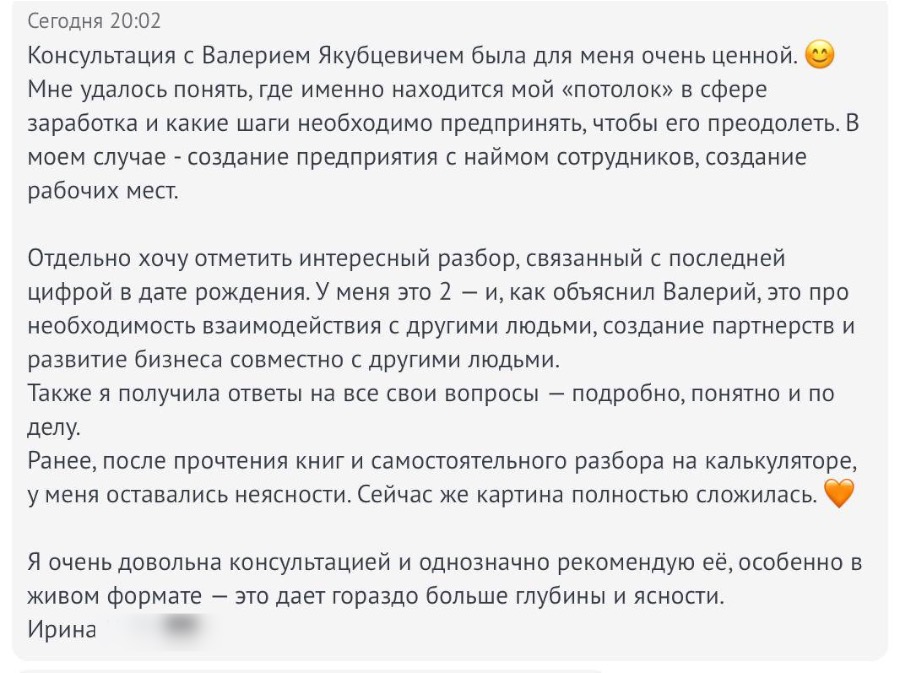 Сегодня 20:02
Консультация с Валерием Якубцевичем была для меня очень ценной. 😊
Мне удалось понять, где именно находится мой «потолок» в сфере
заработка и какие шаги необходимо предпринять, чтобы его преодолеть. В
моем случае - создание предприятия с наймом сотрудников, создание
рабочих мест.
Отдельно хочу отметить интересный разбор, связанный с последней
цифрой в дате рождения. У меня это 2 — и, как объяснил Валерий, это про
необходимость взаимодействия с другими людьми, создание партнерств и
развитие бизнеса совместно с другими людьми.
Также я получила ответы на все свои вопросы — подробно, понятно и по
делу.
Ранее, после прочтения книг и самостоятельного разбора на калькуляторе,
у меня оставались неясности. Сейчас же картина полностью сложилась. 🧡
Я очень довольна консультацией и однозначно рекомендую её, особенно в
живом формате — это дает гораздо больше глубины и ясности.
Ирина